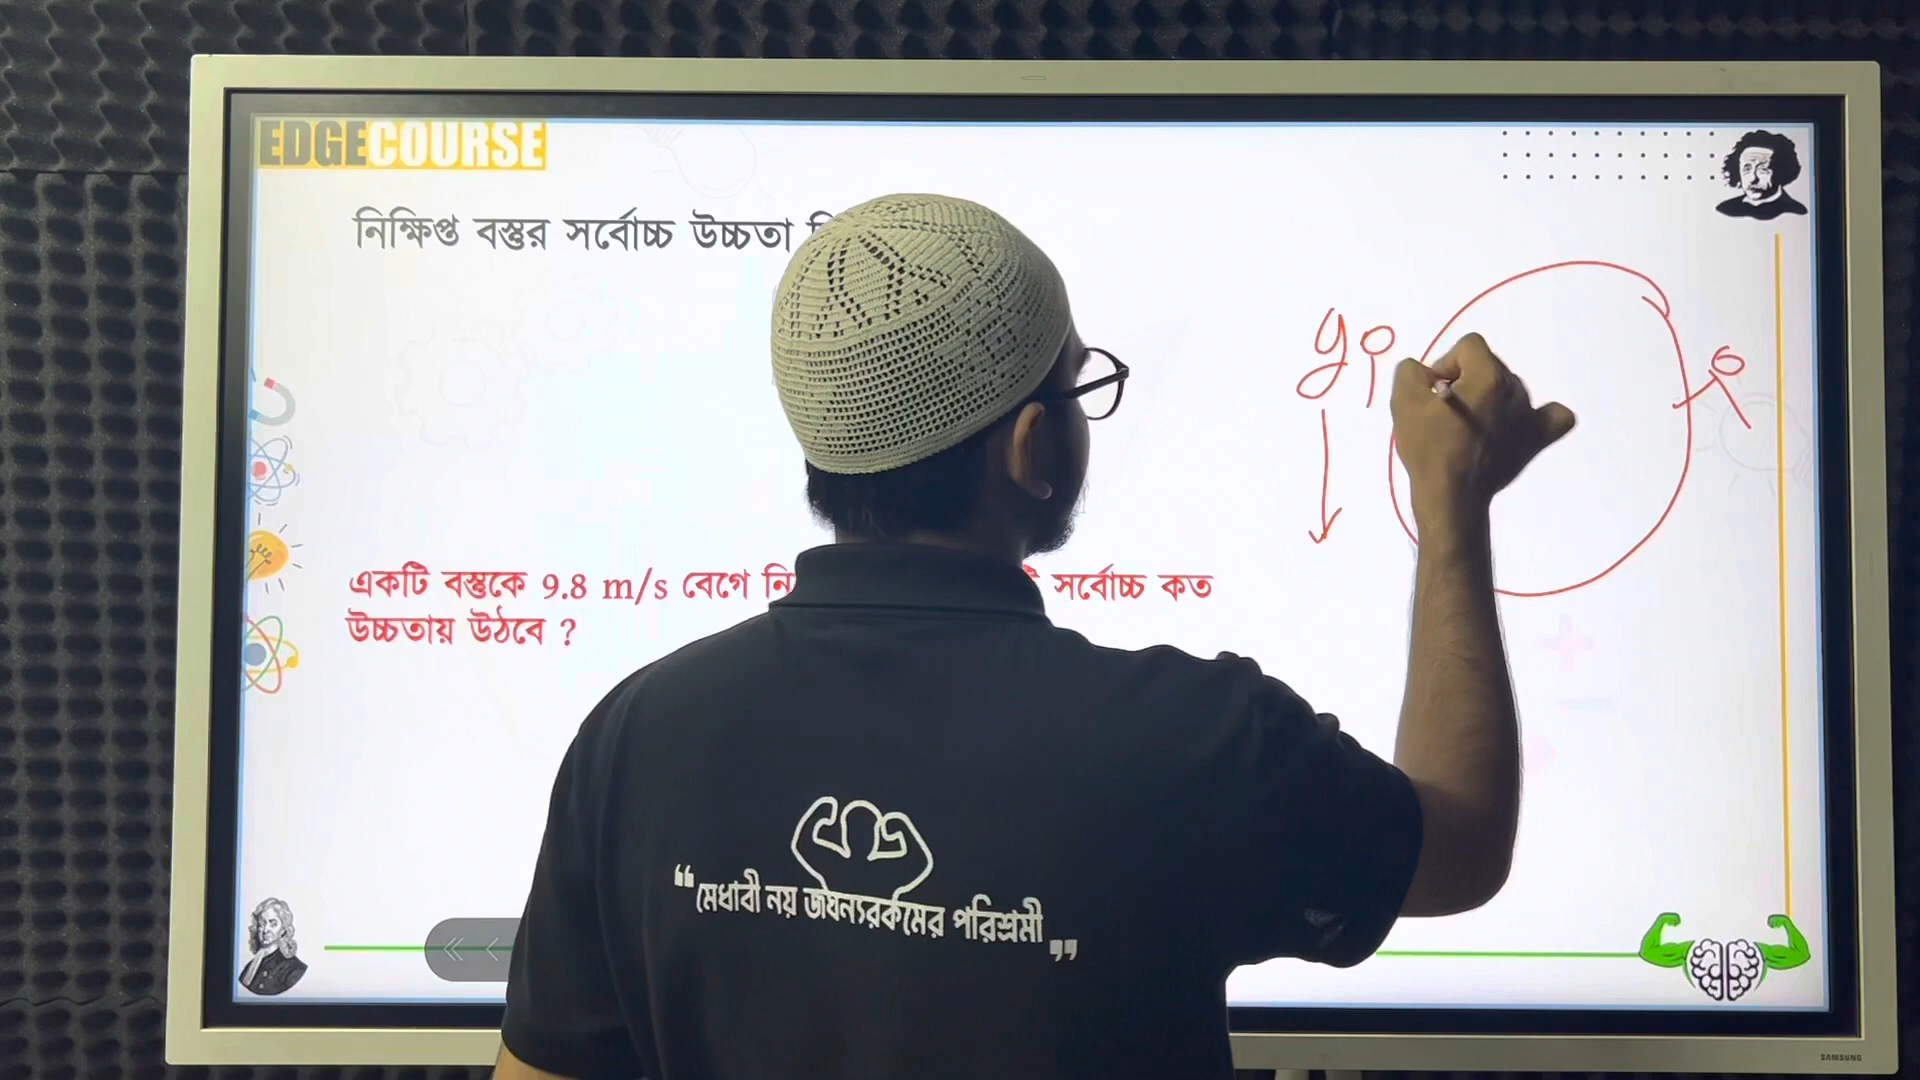 EDGECOURSE
নিক্ষিপ্ত বস্তুর সর্বোচ্চ উচ্চতা
g
একটি বস্তুকে 9.8 m/s বেগে নি
সর্বোচ্চ কত
উচ্চতায় উঠবে ?
“মেধাবী নয় জঘন্যরকমের পরিশ্রমী”
SAMSUNG